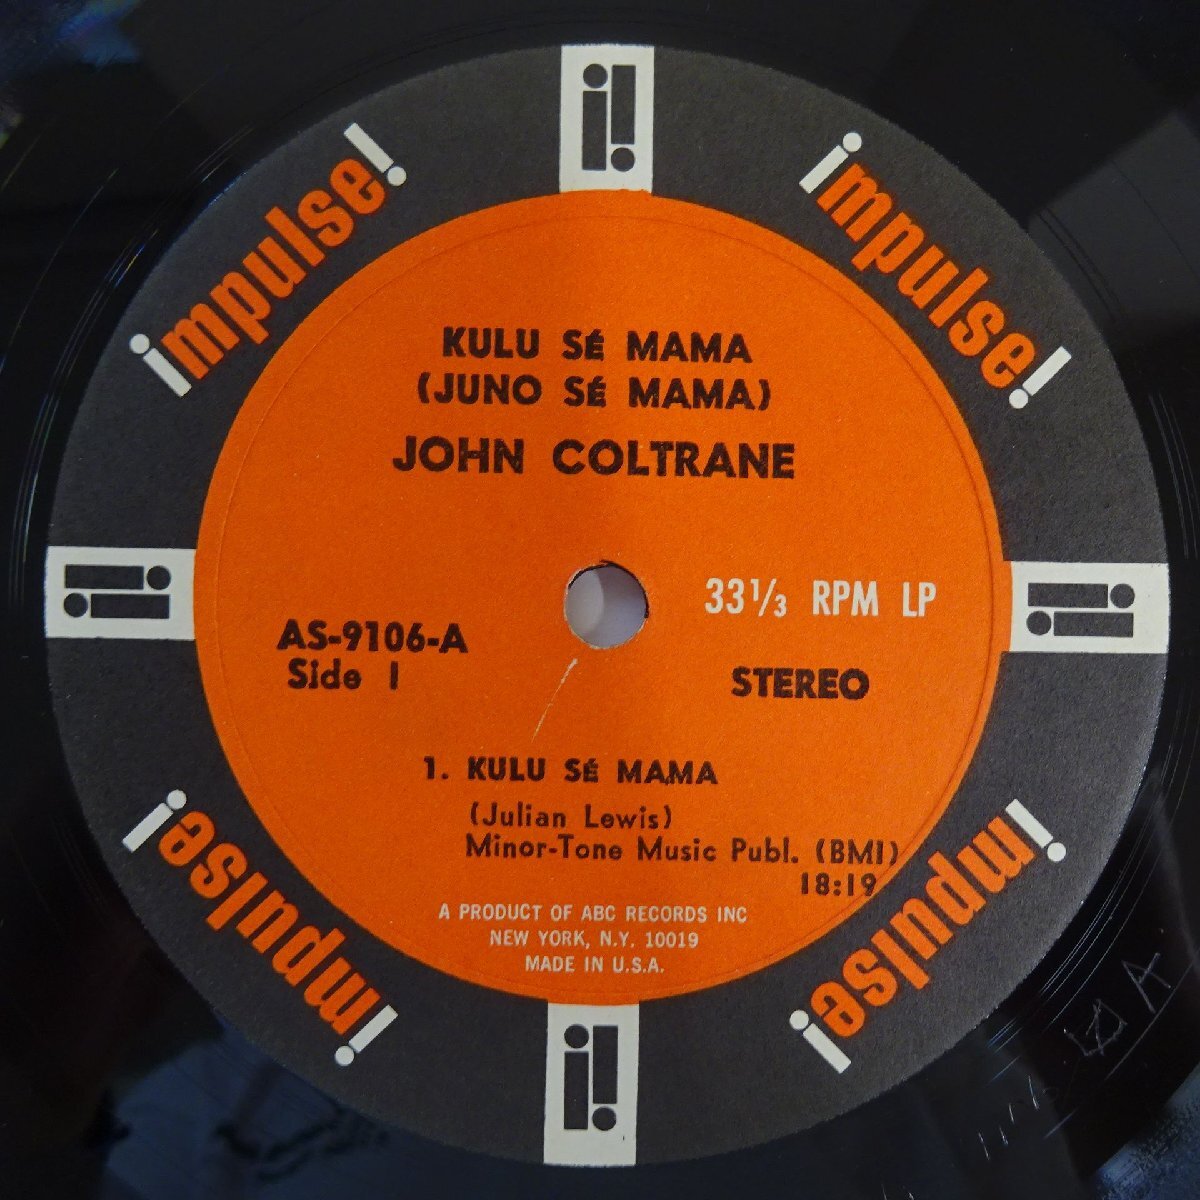 impulse!
impulse!
KULU SÉ MAMA
(JUNO SÉ MAMA)
JOHN COLTRANE
33 1/3 RPM LP
AS-9106-A
Side 1
STEREO
1. KULU SÉ MAMA
(Julian Lewis)
Minor-Tone Music Publ. (BMI)
18:19
A PRODUCT OF ABC RECORDS INC
NEW YORK, N.Y. 10019
MADE IN U.S.A.
impulse!
impulse!
A